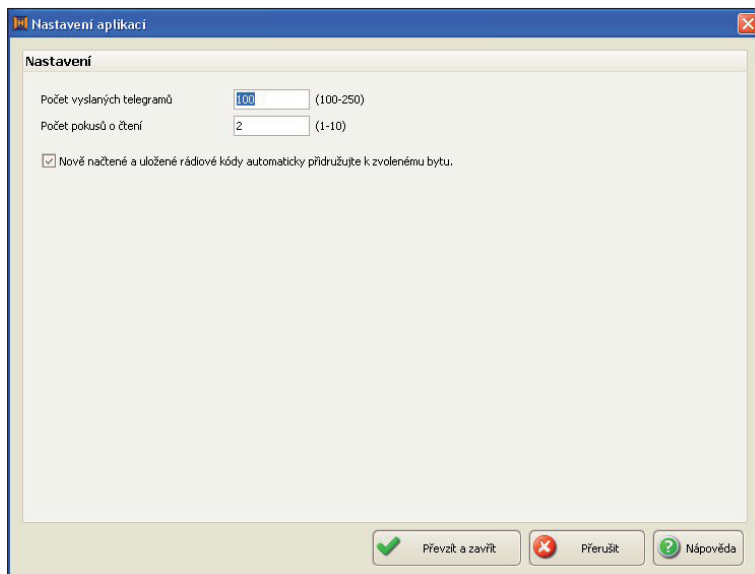 Nastavení aplikací
Nastavení
Počet vyslaných telegramů 100 (100-250)
Počet pokusů o čtení 2 (1-10)
Nově načtené a uložené rádiové kódy automaticky přidružujte k zvolenému bytu.
Převzít a zavřít Přerušit Nápověda